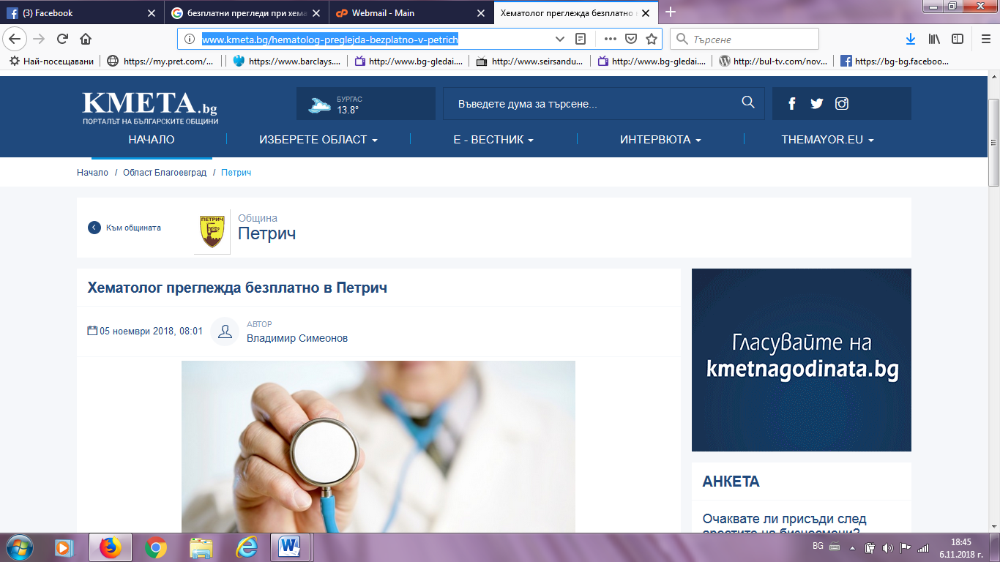 (3) Facebook
безплатни прегледи при хема
Webmail - Main
Хематолог преглежда безплатно
www.kmeta.bg/hematolog-preglejda-bezplatno-v-petrich
Търсене
Най-посещавани
https://my.pret.com/...
https://www.barclays....
http://www.bg-gledai....
http://www.seirsandu...
http://www.bg-gledai....
http://bul-tv.com/nov...
https://bg-bg.faceboo...
KMETA.bg
ПОРТАЛЪТ НА БЪЛГАРСКИТЕ ОБЩИНИ
БУРГАС
13.8°
Въведете дума за търсене...
НАЧАЛО
ИЗБЕРЕТЕ ОБЛАСТ
Е - ВЕСТНИК
ИНТЕРВЮТА
THEMAYOR.EU
Начало / Област Благоевград / Петрич
Към общината
ПЕТРИЧ
Община
Петрич
Хематолог преглежда безплатно в Петрич
05 ноември 2018, 08:01
АВТОР
Владимир Симеонов
Гласувайте на
kmetnagodinata.bg
АНКЕТА
Очаквате ли присъди след
арестите на бизнесмени?
BG
18:45
6.11.2018 г.